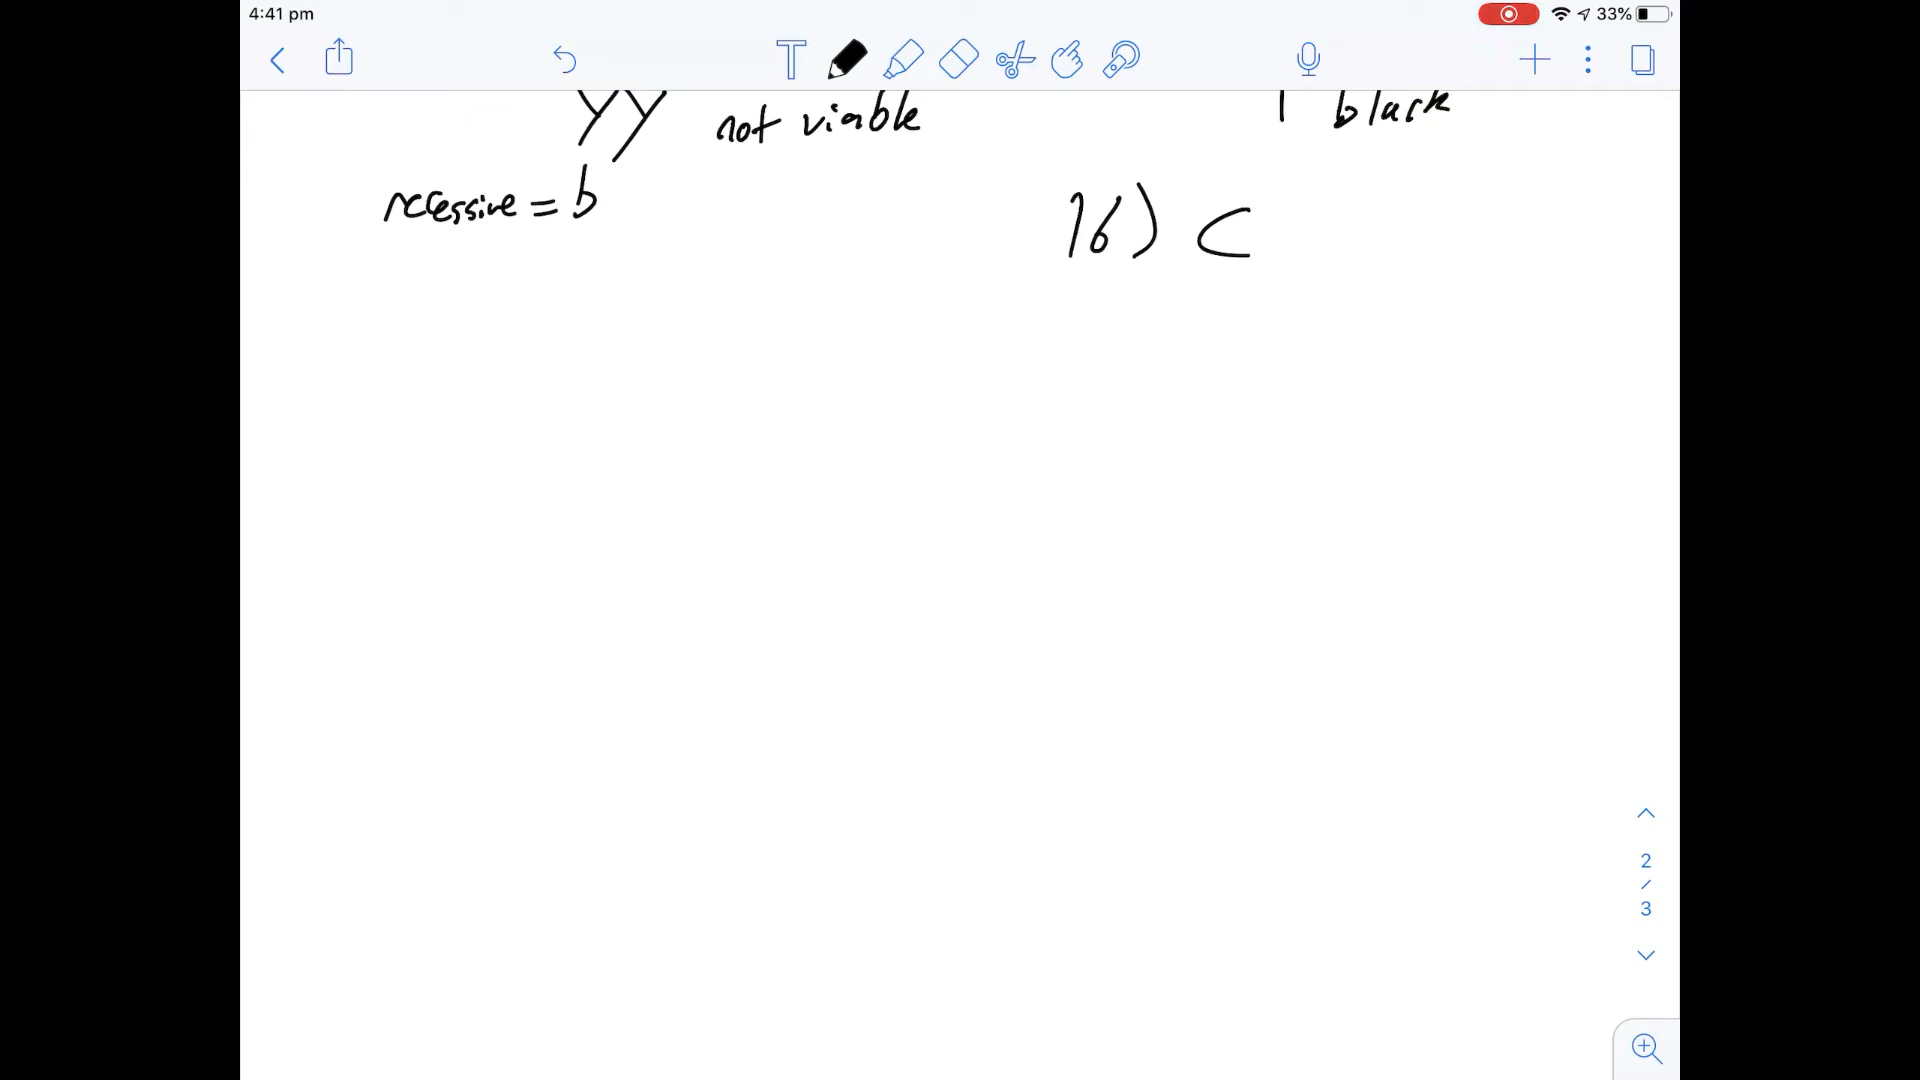 4:41 pm
33%
T
yy not viable
1 black
recessive = b
16) C
2
/
3